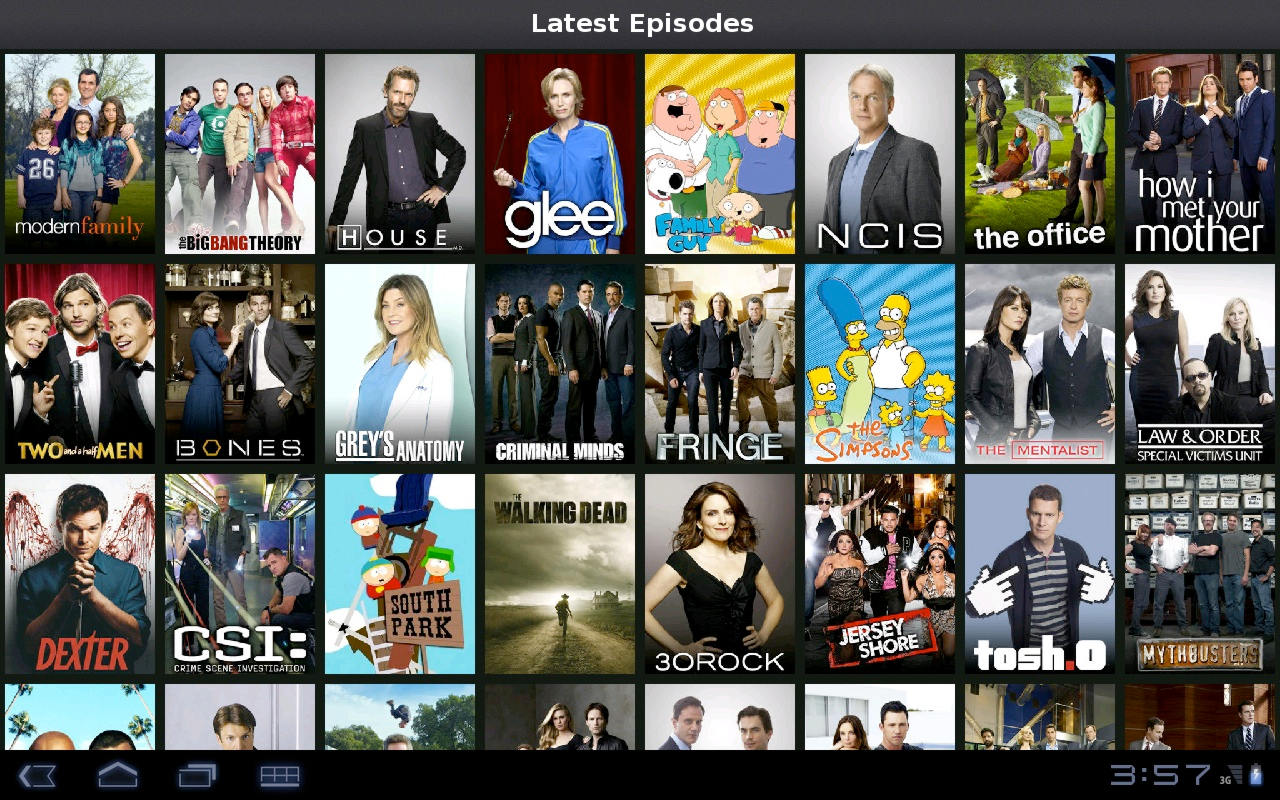 Latest Episodes
26
modernfamily
the BiG BANG THEORY
HOUSE M.D.
glee
FAMILY
GUY
NCIS
the office
how i
met your
mother
TWO and a half MEN
BONES
GREY'S ANATOMY
CRIMINAL MINDS
FRINGE
the
SIMPSONS
THE MENTALIST
LAW & ORDER
SPECIAL VICTIMS UNIT
DEXTER
CSI:
CRIME SCENE INVESTIGATION
SOUTH
PARK
THE
WALKING DEAD
30ROCK
JERSEY
SHORE
tosh.0
MYTHBUSTERS
3:57
3G